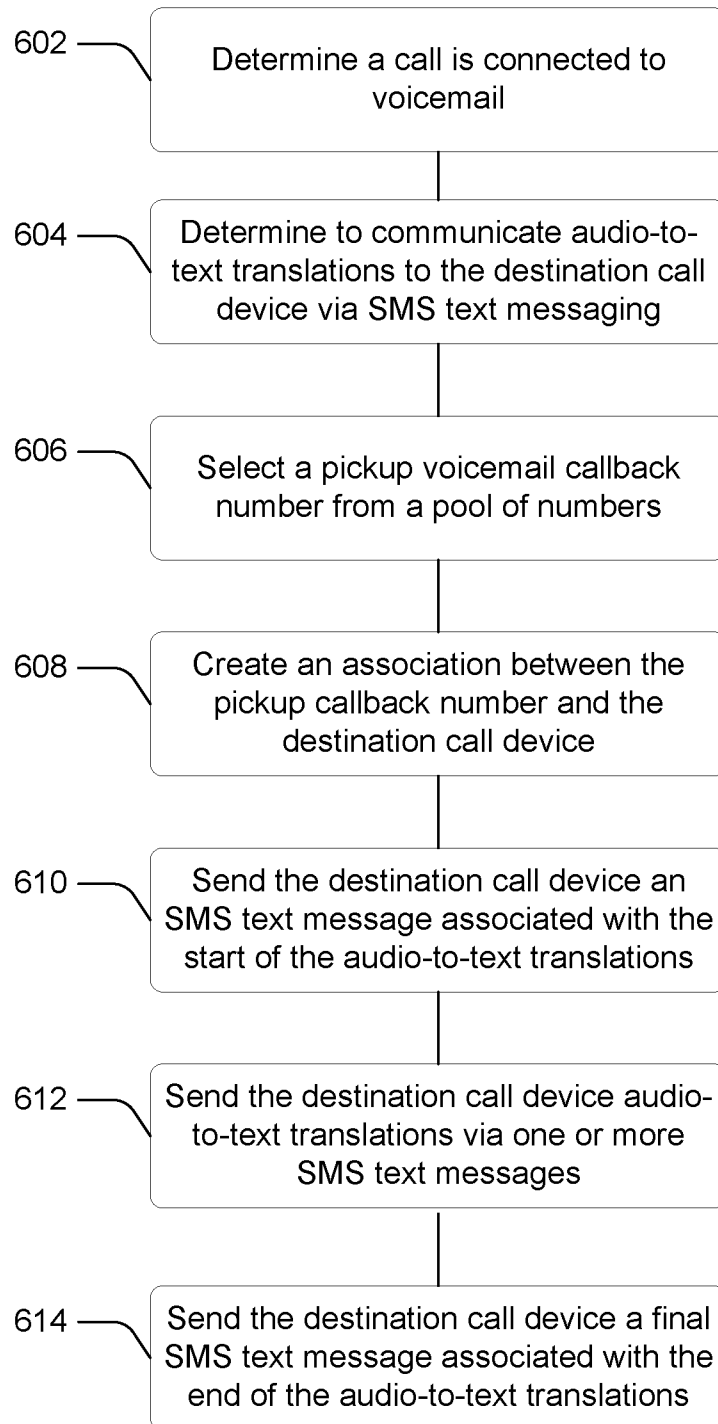 602
Determine a call is connected to
voicemail
604
Determine to communicate audio-to-
text translations to the destination call
device via SMS text messaging
606
Select a pickup voicemail callback
number from a pool of numbers
608
Create an association between the
pickup callback number and the
destination call device
610
Send the destination call device an
SMS text message associated with the
start of the audio-to-text translations
612
Send the destination call device audio-
to-text translations via one or more
SMS text messages
614
Send the destination call device a final
SMS text message associated with the
end of the audio-to-text translations